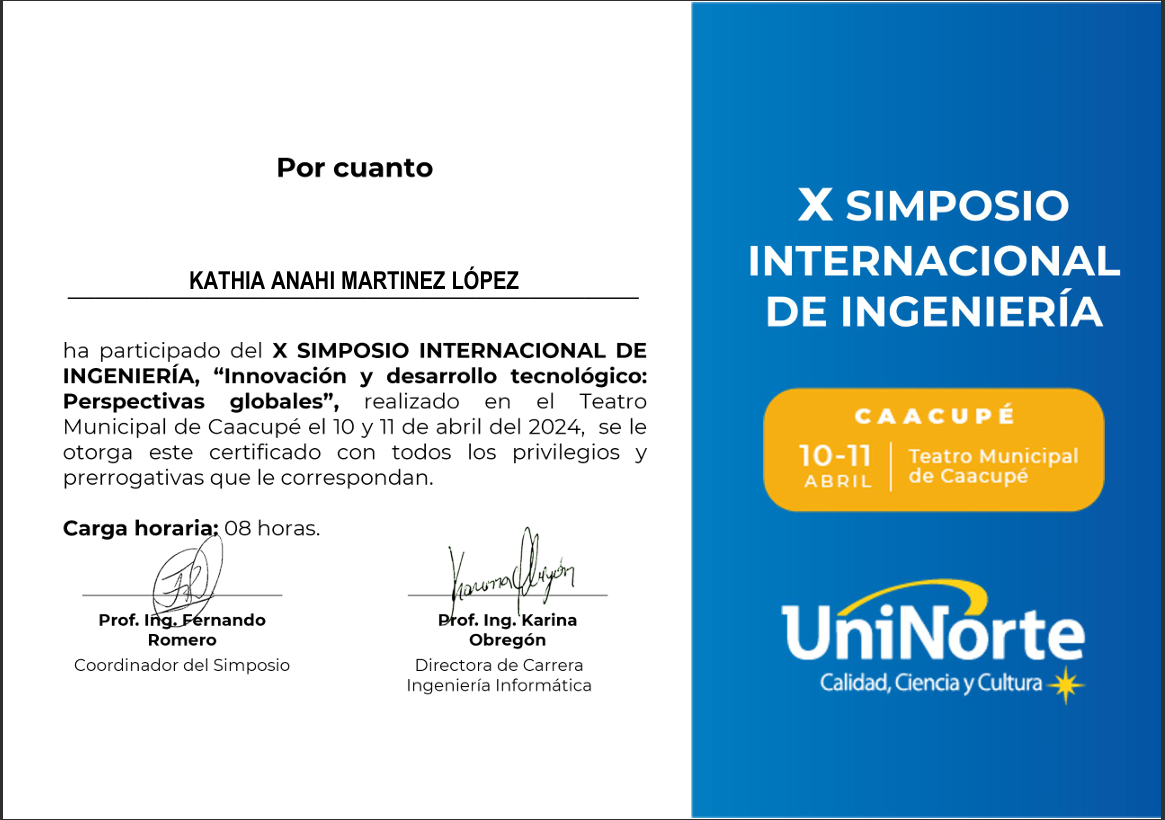 Por cuanto
KATHIA ANAHI MARTINEZ LÓPEZ
ha participado del X SIMPOSIO INTERNACIONAL DE
INGENIERÍA, “Innovación y desarrollo tecnológico:
Perspectivas globales”, realizado en el Teatro
Municipal de Caacupé el 10 y 11 de abril del 2024, se le
otorga este certificado con todos los privilegios y
prerrogativas que le correspondan.
Carga horaria: 08 horas.
Karina Obregón
Prof. Ing. Fernando
Romero
Coordinador del Simposio
Prof. Ing. Karina
Obregón
Directora de Carrera
Ingeniería Informática
X SIMPOSIO
INTERNACIONAL
DE INGENIERÍA
CAACUPÉ
10-11
ABRIL
Teatro Municipal
de Caacupé
UniNorte
Calidad, Ciencia y Cultura